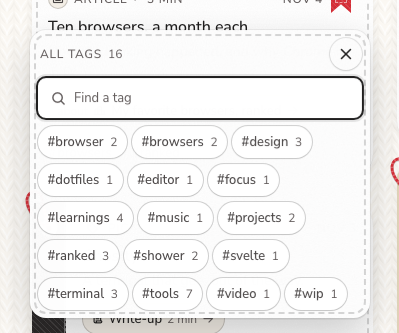 ARTICLE · 3 MIN NOV 4
Ten browsers, a month each
ALL TAGS 16
Find a tag
#browser 2 #browsers 2 #design 3
#dotfiles 1 #editor 1 #focus 1
#learnings 4 #music 1 #projects 2
#ranked 3 #shower 2 #svelte 1
#terminal 3 #tools 7 #video 1 #wip 1
Write-up 2 min →